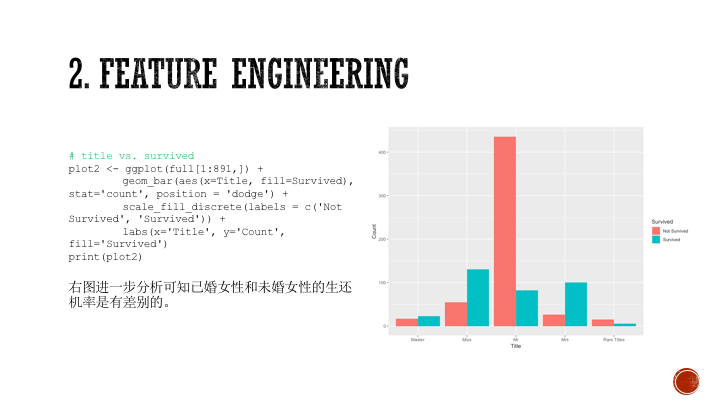 2. FEATURE ENGINEERING
# title vs. survived
plot2 <- ggplot(full[1:891,]) +
geom_bar(aes(x=Title, fill=Survived),
stat='count', position = 'dodge') +
scale_fill_discrete(labels = c('Not
Survived', 'Survived')) +
labs(x='Title', y='Count',
fill='Survived')
print(plot2)
右图进一步分析可知已婚女性和未婚女性的生还
机率是有差别的。
400
300
200
100
0
Count
Master
Miss
Mr
Mrs
Rare Titles
Title
Survived
Not Survived
Survived